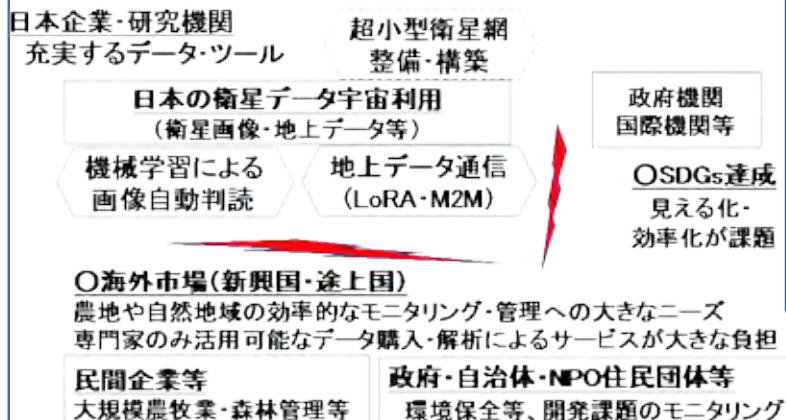 日本企業・研究機関
充実するデータ・ツール
超小型衛星網
整備・構築
日本の衛星データ宇宙利用
(衛星画像・地上データ等)
機械学習による
画像自動判読
地上データ通信
(LoRA・M2M)
政府機関
国際機関等
○SDGs達成
見える化・
効率化が課題
○海外市場(新興国・途上国)
農地や自然地域の効率的なモニタリング・管理への大きなニーズ
専門家のみ活用可能なデータ購入・解析によるサービスが大きな負担
民間企業等
大規模農牧業・森林管理等
政府・自治体・NPO住民団体等
環境保全等、開発課題のモニタリング